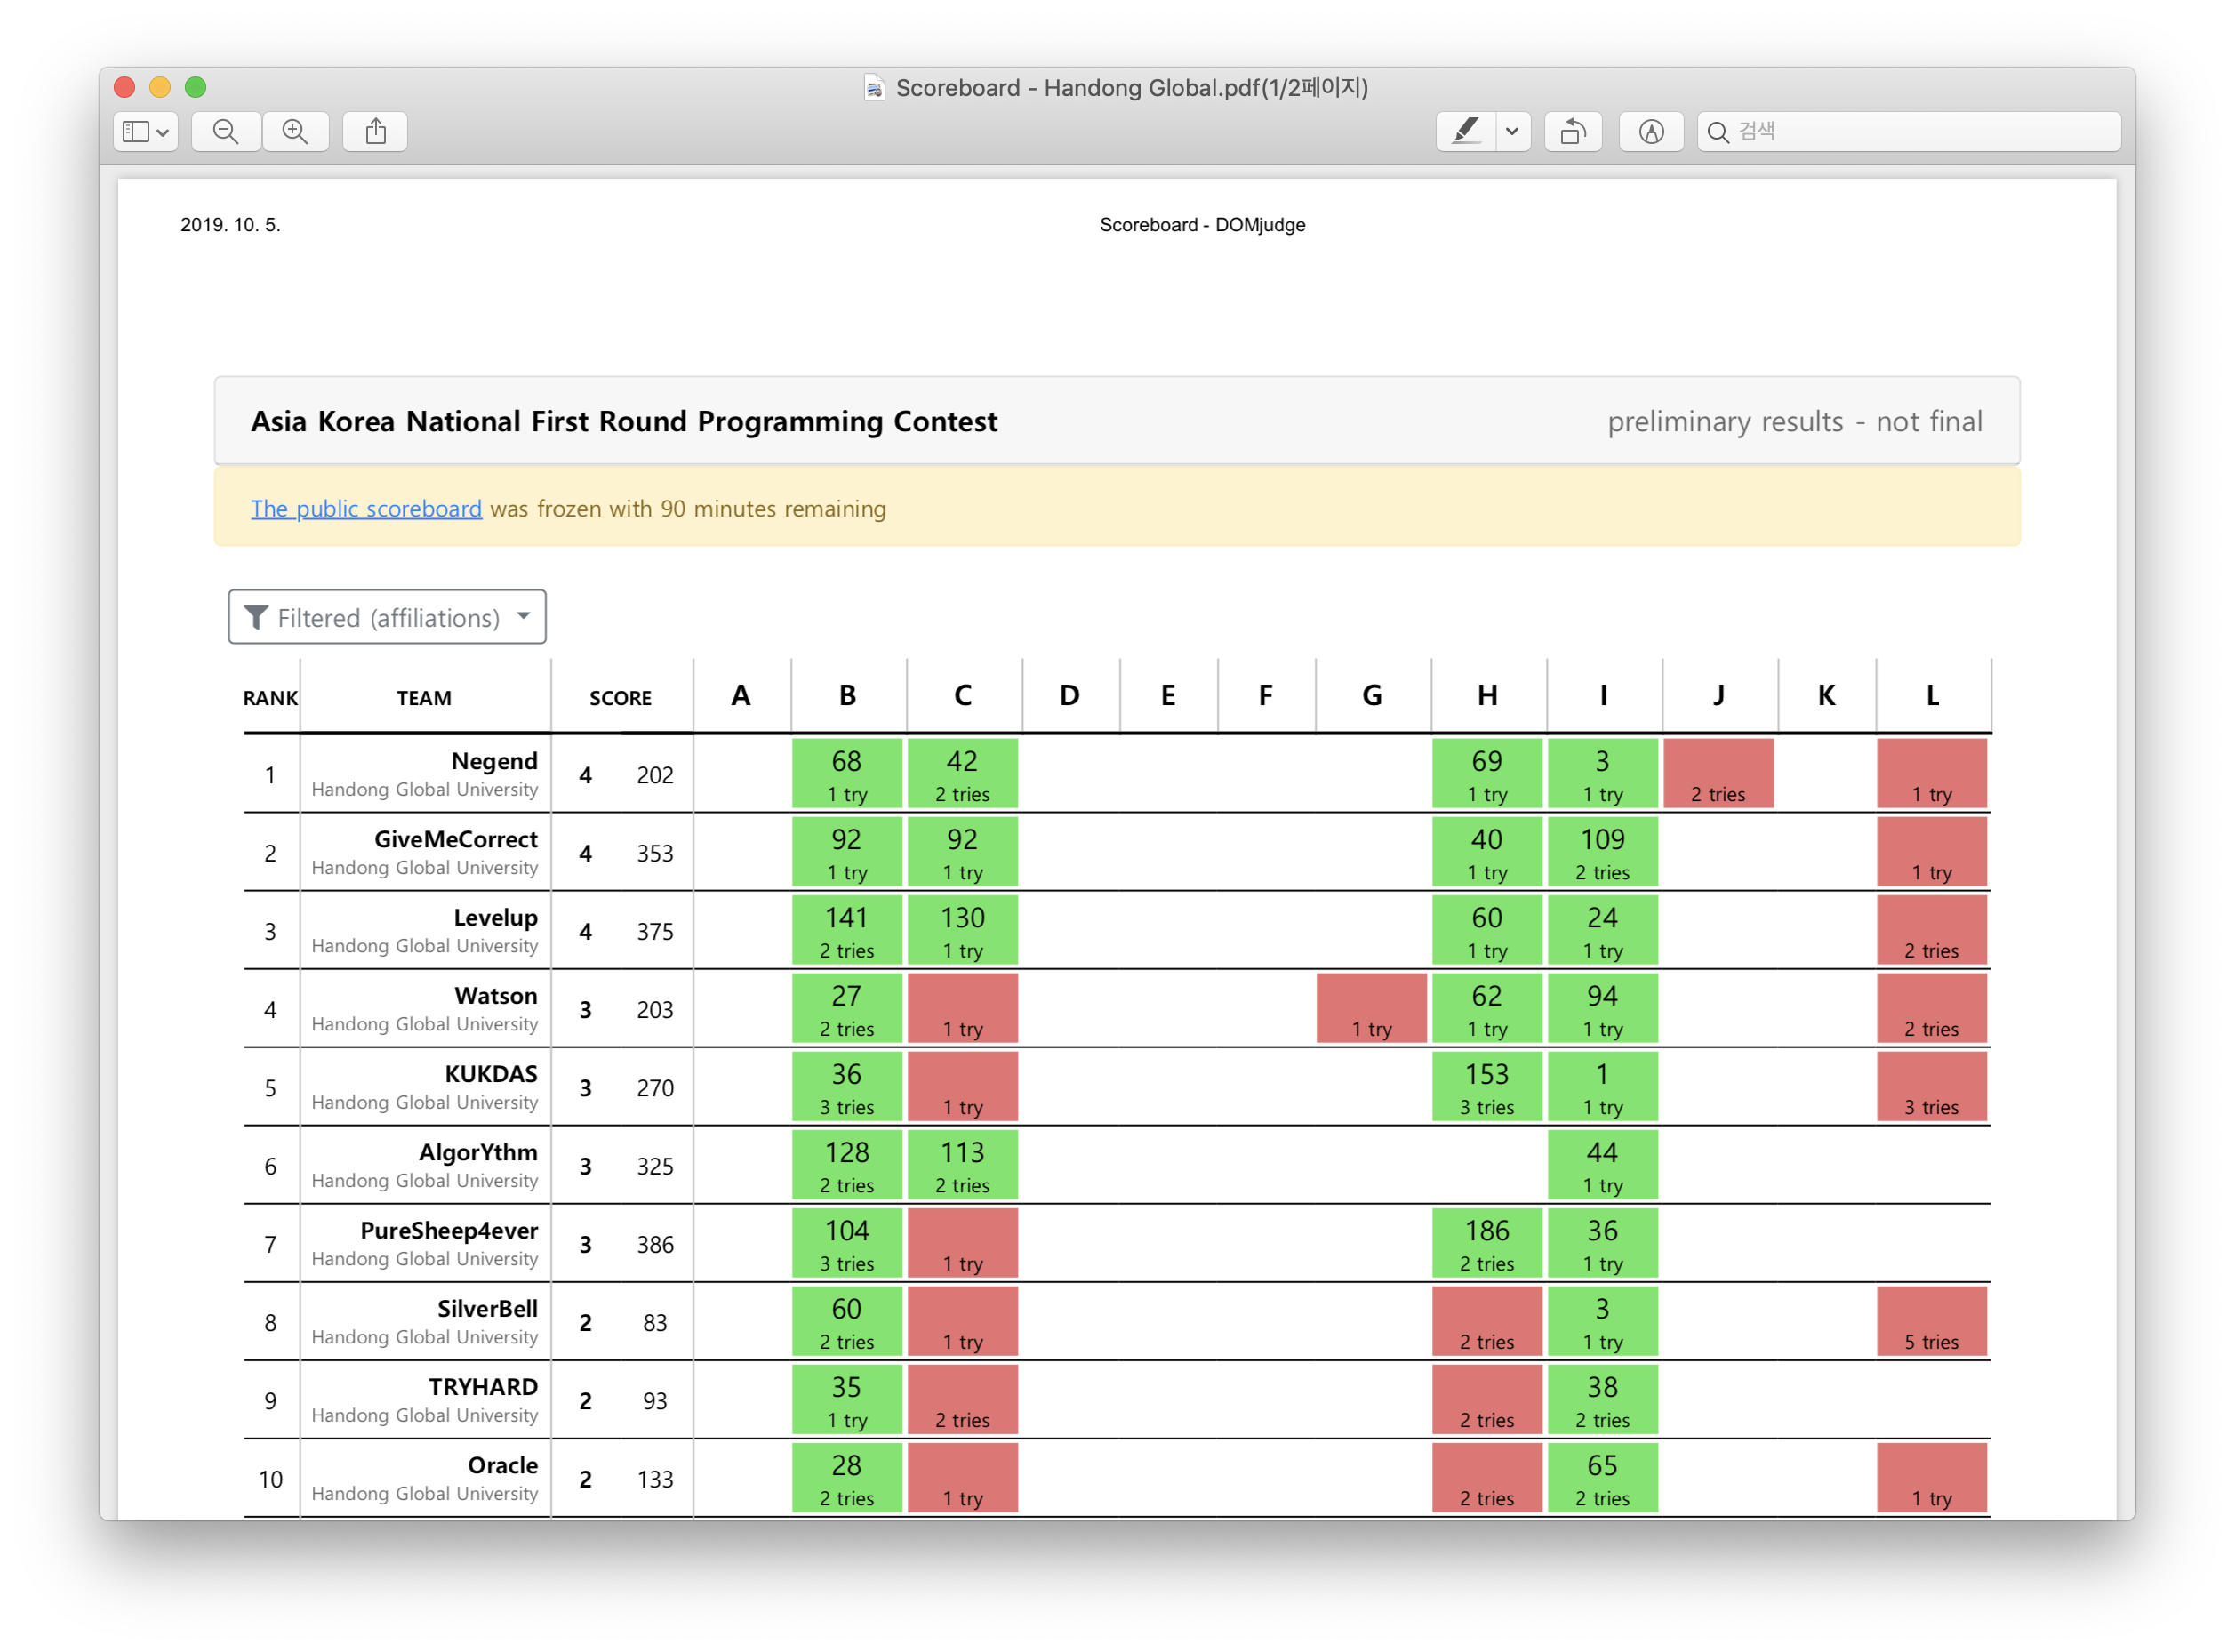 Scoreboard - Handong Global.pdf(1/2페이지)
검색
2019. 10. 5. Scoreboard - DOMjudge
Asia Korea National First Round Programming Contest preliminary results - not final
The public scoreboard was frozen with 90 minutes remaining
Filtered (affiliations)
RANK TEAM SCORE A B C D E F G H I J K L
Negend 68 42 69 3
1 4 202
Handong Global University 1 try 2 tries 1 try 1 try 2 tries 1 try
GiveMeCorrect 92 92 40 109
2 4 353
Handong Global University 1 try 1 try 1 try 2 tries 1 try
Levelup 141 130 60 24
3 4 375
Handong Global University 2 tries 1 try 1 try 1 try 2 tries
Watson 27 62 94
4 3 203
Handong Global University 2 tries 1 try 1 try 1 try 1 try 2 tries
KUKDAS 36 153 1
5 3 270
Handong Global University 3 tries 1 try 3 tries 1 try 3 tries
AlgorYthm 128 113 44
6 3 325
Handong Global University 2 tries 2 tries 1 try
PureSheep4ever 104 186 36
7 3 386
Handong Global University 3 tries 1 try 2 tries 1 try
SilverBell 60 3
8 2 83
Handong Global University 2 tries 1 try 2 tries 1 try 5 tries
TRYHARD 35 38
9 2 93
Handong Global University 1 try 2 tries 2 tries 2 tries
Oracle 28 65
10 2 133
Handong Global University 2 tries 1 try 2 tries 2 tries 1 try